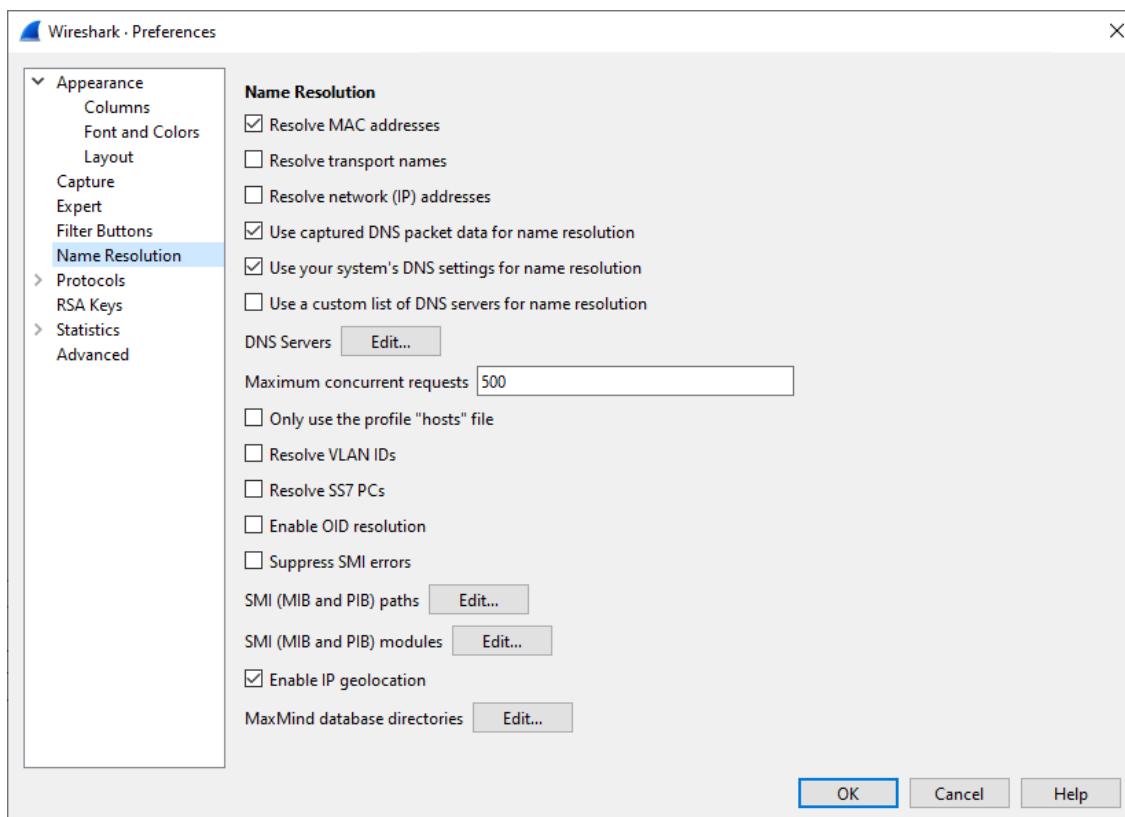 Wireshark · Preferences
Appearance
Columns
Font and Colors
Layout
Capture
Expert
Filter Buttons
Name Resolution
Protocols
RSA Keys
Statistics
Advanced
Name Resolution
Resolve MAC addresses
Resolve transport names
Resolve network (IP) addresses
Use captured DNS packet data for name resolution
Use your system's DNS settings for name resolution
Use a custom list of DNS servers for name resolution
DNS Servers Edit...
Maximum concurrent requests 500
Only use the profile "hosts" file
Resolve VLAN IDs
Resolve SS7 PCs
Enable OID resolution
Suppress SMI errors
SMI (MIB and PIB) paths Edit...
SMI (MIB and PIB) modules Edit...
Enable IP geolocation
MaxMind database directories Edit...
OK Cancel Help